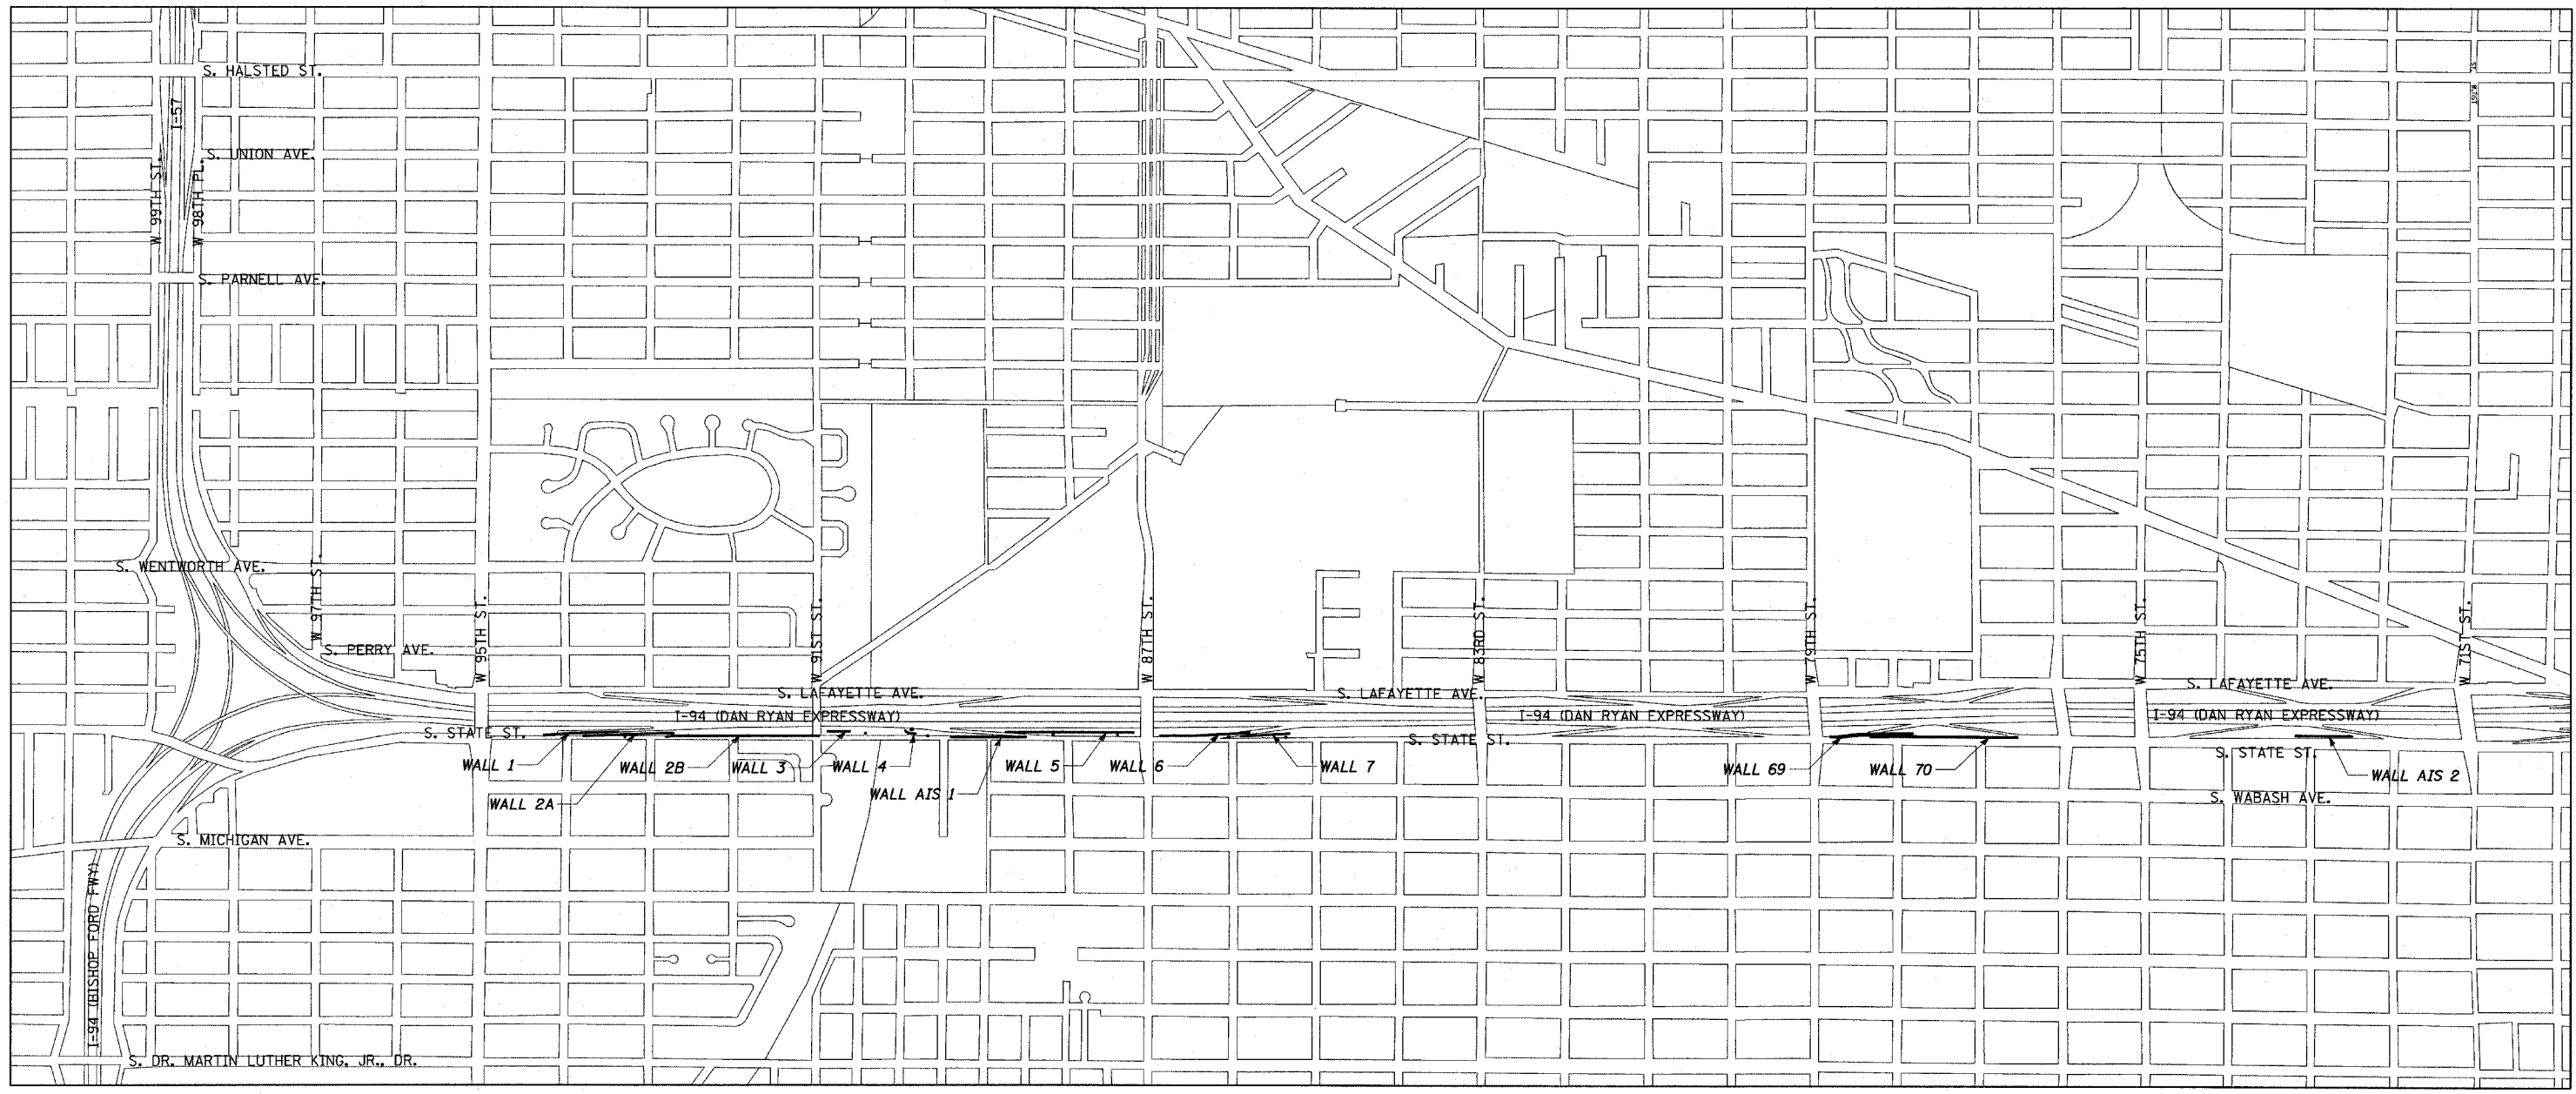 S. HALSTED ST.
I-57
S. UNION AVE.
W 99TH ST.
W 98TH PL.
S. PARNELL AVE.
S. WENTWORTH AVE.
W 97TH ST.
S. PERRY AVE.
W 95TH ST.
W 91ST ST.
W 87TH ST.
W 83RD ST.
W 79TH ST.
W 75TH ST.
W 71ST ST.
S. LAFAYETTE AVE.
S. LAFAYETTE AVE.
S. LAFAYETTE AVE.
I-94 (DAN RYAN EXPRESSWAY)
I-94 (DAN RYAN EXPRESSWAY)
I-94 (DAN RYAN EXPRESSWAY)
S. STATE ST.
S. STATE ST.
S. STATE ST.
WALL 1
WALL 2B
WALL 3
WALL 4
WALL 5
WALL 6
WALL 7
WALL 69
WALL 70
WALL AIS 2
WALL 2A
WALL AIS 1
S. WABASH AVE.
S. MICHIGAN AVE.
I-94 (BISHOP FORD FWY)
S. DR. MARTIN LUTHER KING, JR., DR.